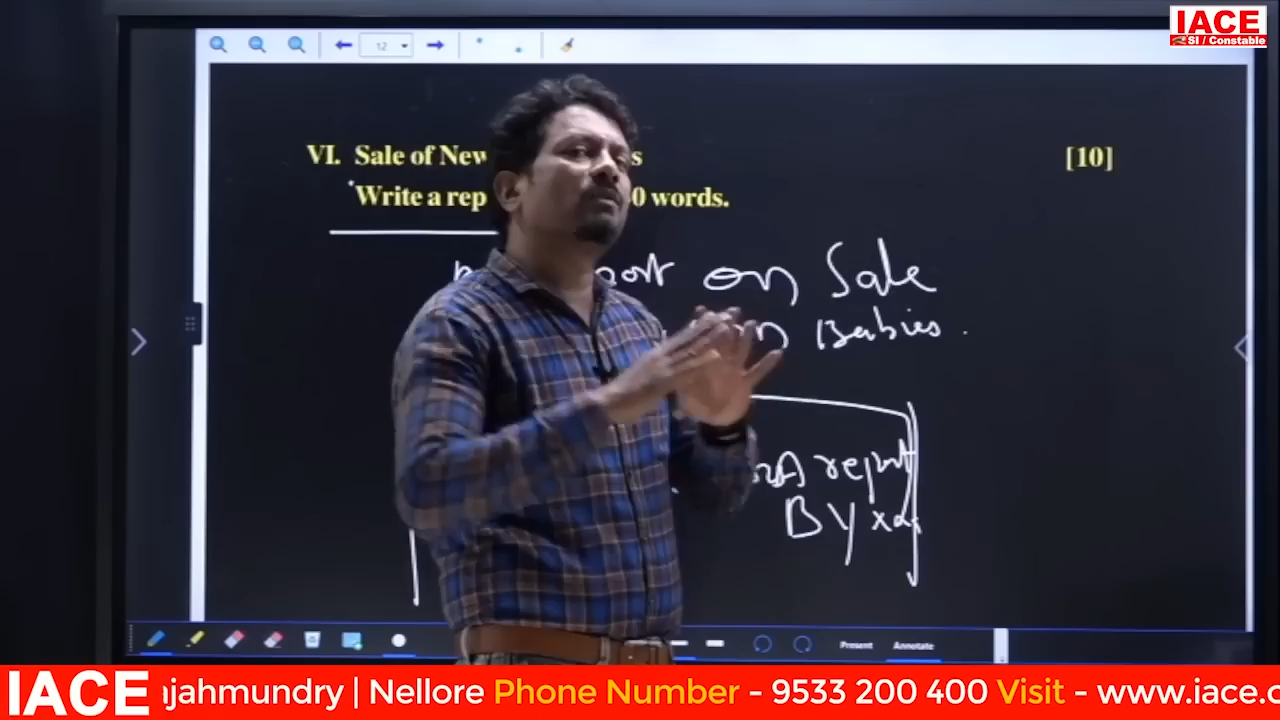 IACE
SI / Constable
12
VI. Sale of New s [10]
Write a rep 0 words.
on Sale
Babies.
A report
By
Present Annotate
IACE ajahmundry | Nellore Phone Number - 9533 200 400 Visit - www.iace.c